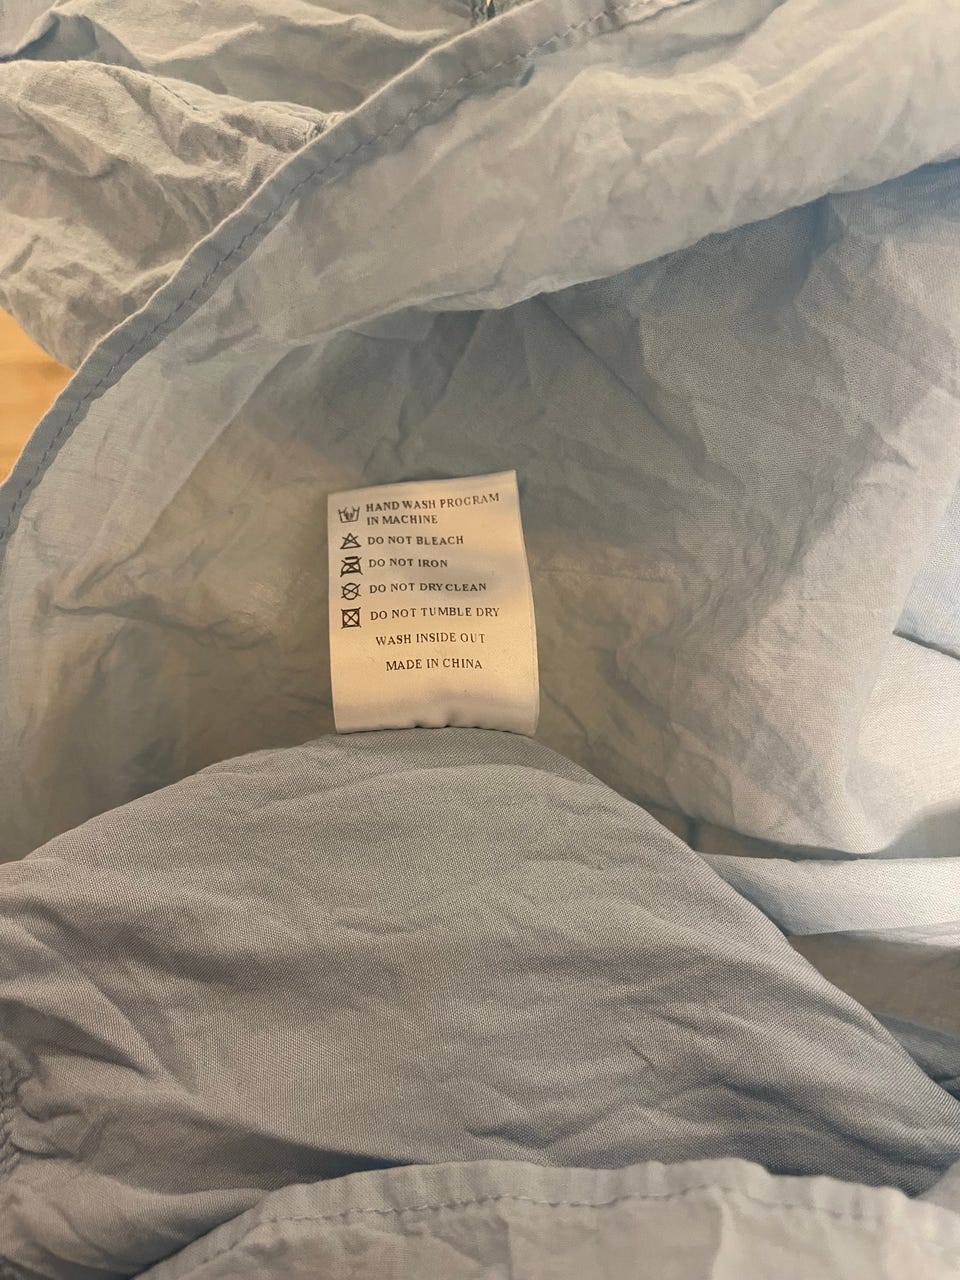 HAND WASH PROGRAM
IN MACHINE
DO NOT BLEACH
DO NOT IRON
DO NOT DRY CLEAN
DO NOT TUMBLE DRY
WASH INSIDE OUT
MADE IN CHINA